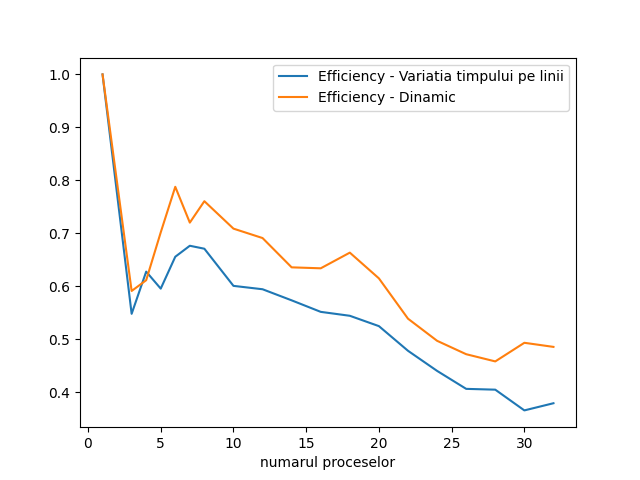 Efficiency - Variatia timpului pe linii
Efficiency - Dinamic
1.0
0.9
0.8
0.7
0.6
0.5
0.4
0 5 10 15 20 25 30
numarul proceselor